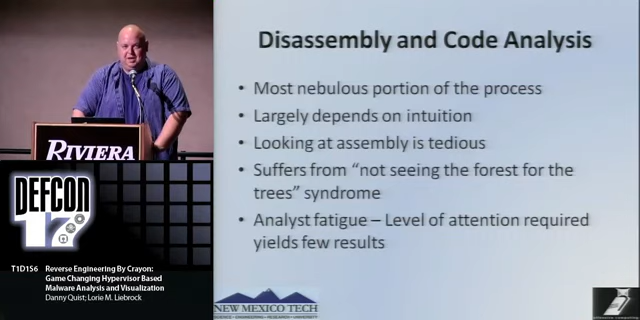 RIVIERA
DEFCON
17
T1D156 Reverse Engineering By Crayon:
Game Changing Hypervisor Based
Malware Analysis and Visualization
Danny Quist; Lorie M. Liebrock
Disassembly and Code Analysis
• Most nebulous portion of the process
• Largely depends on intuition
• Looking at assembly is tedious
• Suffers from “not seeing the forest for the
trees” syndrome
• Analyst fatigue – Level of attention required
yields few results
NEW MEXICO TECH